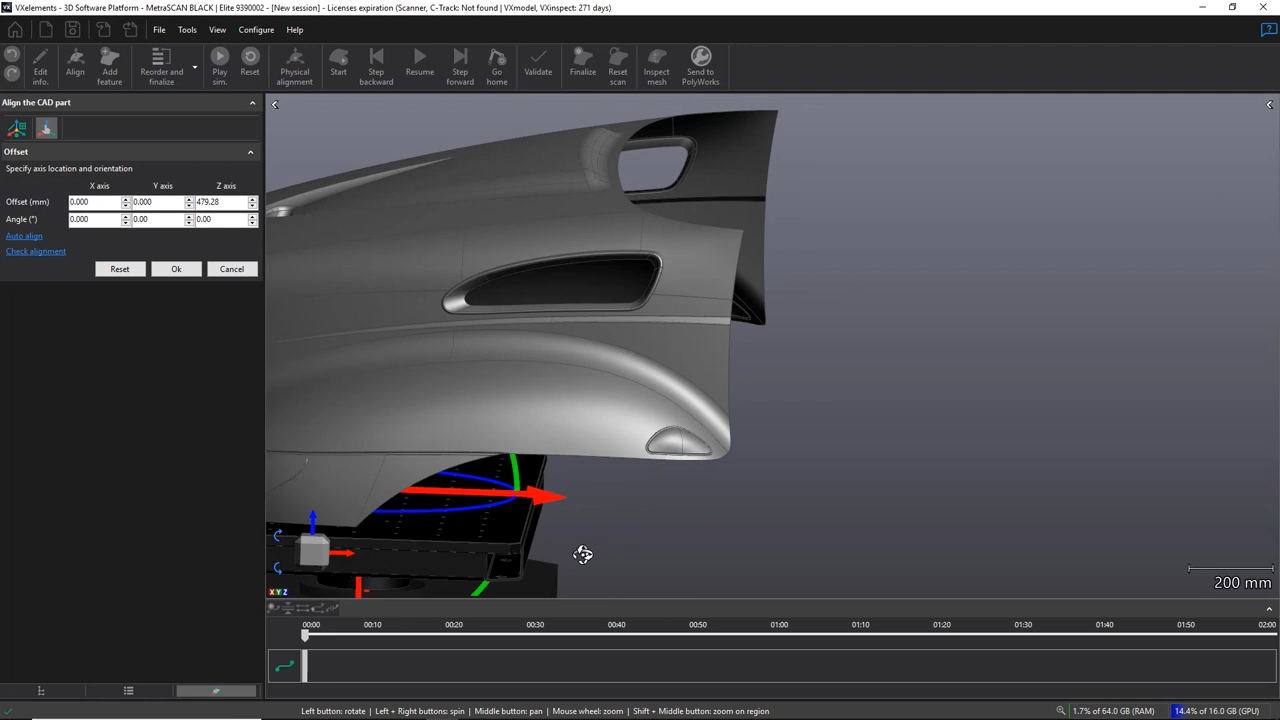 VX VXelements - 3D Software Platform - MetraSCAN BLACK | Elite 9390002 - [New session] - Licenses expiration (Scanner, C-Track: Not found | VXmodel, VXinspect: 271 days)
File Tools View Configure Help
Edit info. Align Add feature Reorder and finalize Play sim. Reset Physical alignment Start Step backward Resume Step forward Go home Validate Finalize Reset scan Inspect mesh Send to PolyWorks
Align the CAD part
Offset
Specify axis location and orientation
X axis Y axis Z axis
Offset (mm) 0.000 0.000 479.28
Angle (°) 0.000 0.00 0.00
Auto align
Check alignment
Reset Ok Cancel
200 mm
X Y Z
00:00 00:10 00:20 00:30 00:40 00:50 01:00 01:10 01:20 01:30 01:40 01:50 02:00
Left button: rotate | Left + Right buttons: spin | Middle button: pan | Mouse wheel: zoom | Shift + Middle button: zoom on region
1.7% of 64.0 GB (RAM) 14.4% of 16.0 GB (GPU)